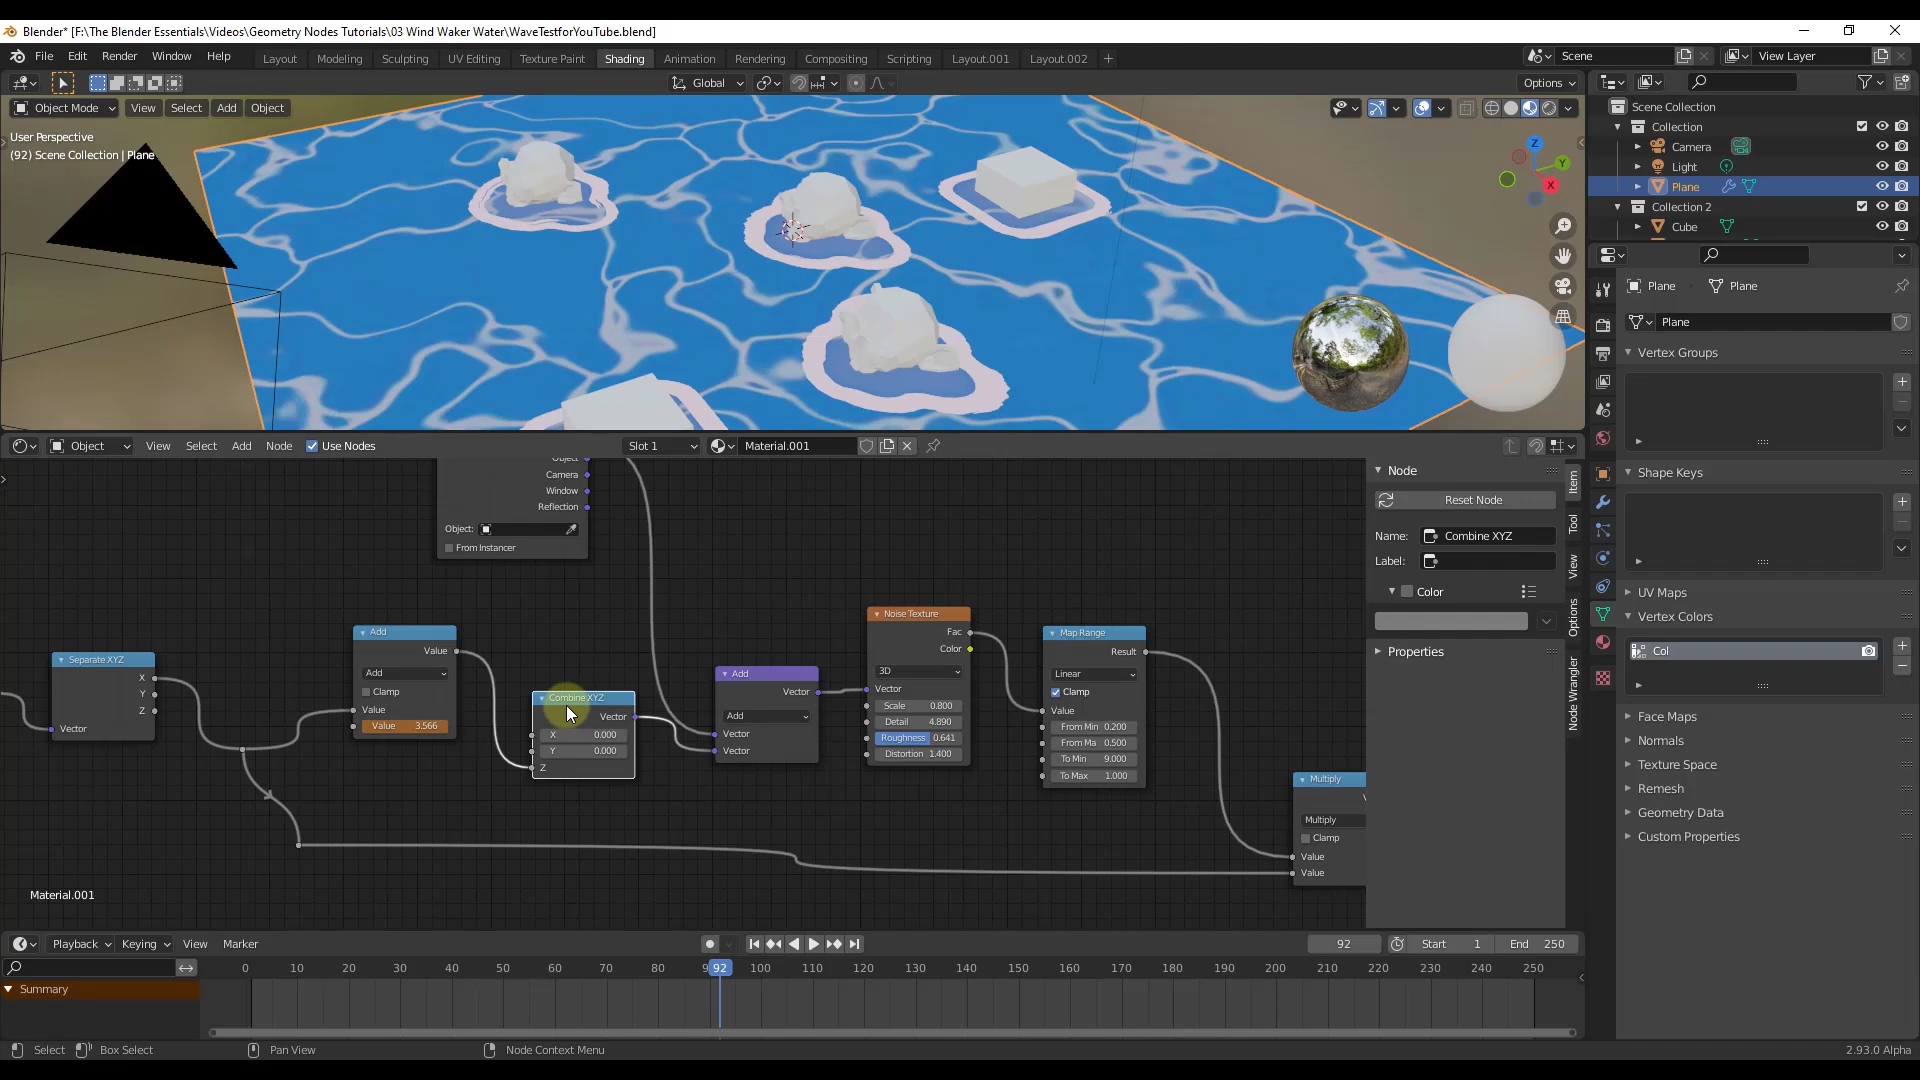 Blender* [F:\The Blender Essentials\Videos\Geometry Nodes Tutorials\03 Wind Waker Water\WaveTestforYouTube.blend]
File Edit Render Window Help Layout Modeling Sculpting UV Editing Texture Paint Shading Animation Rendering Compositing Scripting Layout.001 Layout.002 + Scene View Layer
Global Options
Object Mode View Select Add Object
User Perspective
(92) Scene Collection | Plane
Z
Y
X
Scene Collection
Collection
Camera
Light
Plane
Collection 2
Cube
Plane Plane
Plane
Vertex Groups
Shape Keys
UV Maps
Vertex Colors
Col
Face Maps
Normals
Texture Space
Remesh
Geometry Data
Custom Properties
Object View Select Add Node Use Nodes Slot 1 Material.001
Camera
Window
Reflection
Object:
From Instancer
Separate XYZ
X
Y
Z
Vector
Add
Value
Add
Clamp
Value
Value 3.566
Combine XYZ
Vector
X 0.000
Y 0.000
Z
Add
Vector
Add
Vector
Vector
Noise Texture
Fac
Color
3D
Vector
Scale 0.800
Detail 4.890
Roughness 0.641
Distortion 1.400
Map Range
Result
Linear
Clamp
Value
From Min 0.200
From Ma 0.500
To Min 9.000
To Max 1.000
Multiply
Multiply
Clamp
Value
Value
Material.001
Node
Reset Node
Name: Combine XYZ
Label:
Color
Properties
Item
Tool
View
Options
Node Wrangler
Playback Keying View Marker 92 Start 1 End 250
0 10 20 30 40 50 60 70 80 9 92 100 110 120 130 140 150 160 170 180 190 200 210 220 230 240 250
Summary
Select Box Select Pan View Node Context Menu 2.93.0 Alpha